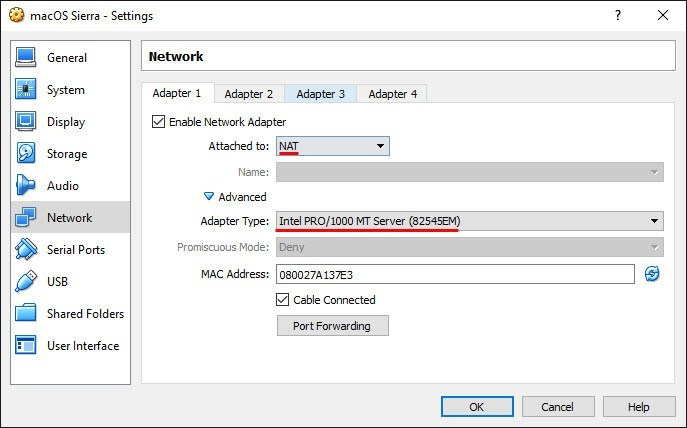 macOS Sierra - Settings
?
General
System
Display
Storage
Audio
Network
Serial Ports
USB
Shared Folders
User Interface
Network
Adapter 1 Adapter 2 Adapter 3 Adapter 4
Enable Network Adapter
Attached to: NAT
Name:
Advanced
Adapter Type: Intel PRO/1000 MT Server (82545EM)
Promiscuous Mode: Deny
MAC Address: 080027A137E3
Cable Connected
Port Forwarding
OK Cancel Help